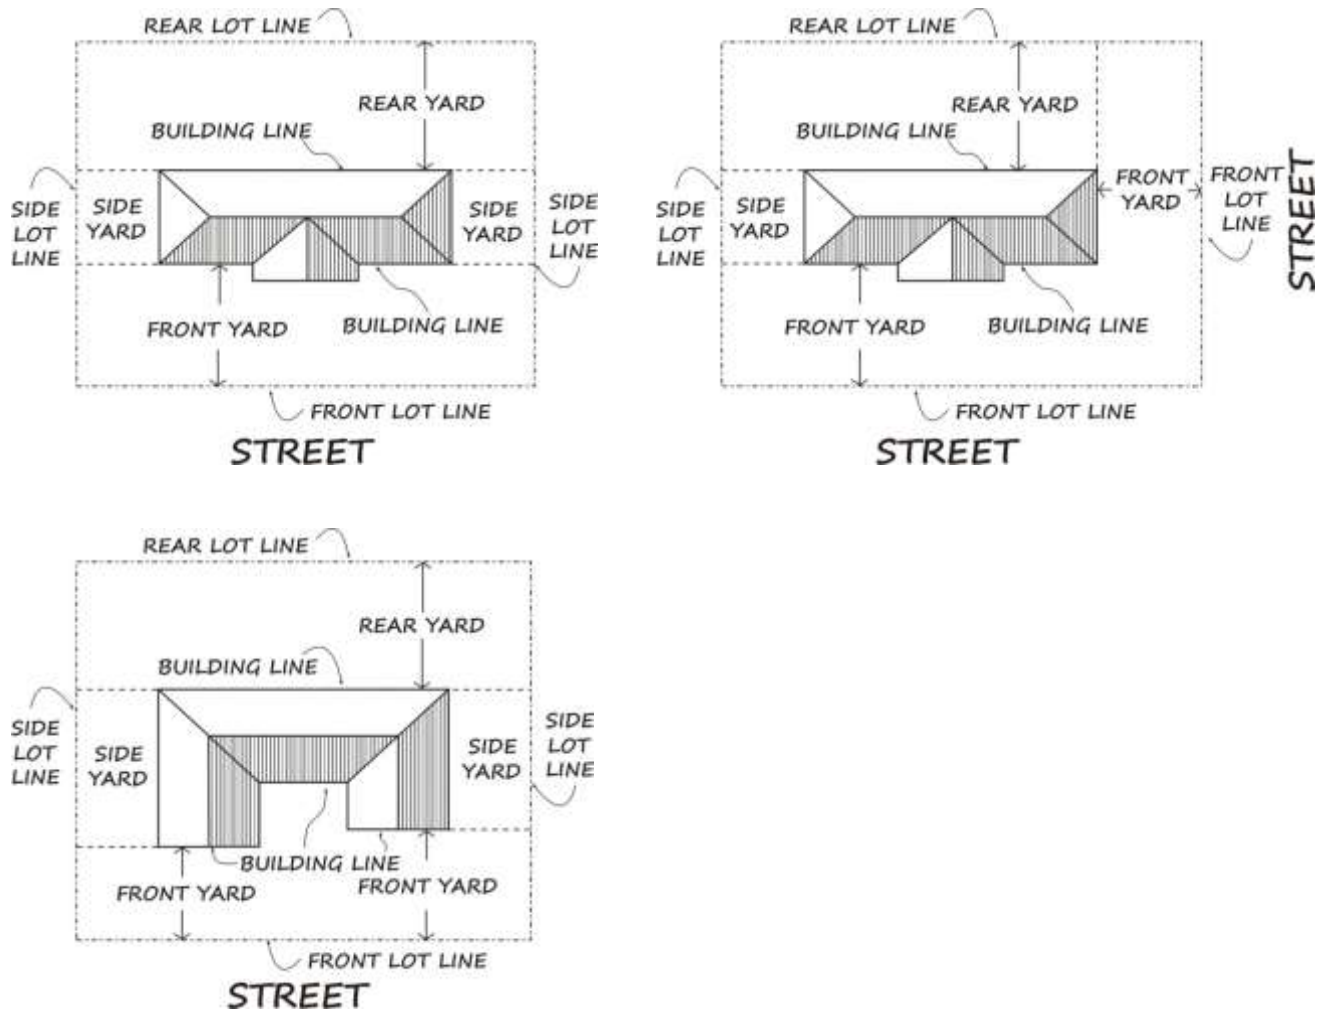 REAR LOT LINE
REAR YARD
BUILDING LINE
SIDE
LOT
LINE
SIDE
YARD
SIDE
YARD
SIDE
LOT
LINE
FRONT YARD
BUILDING LINE
FRONT LOT LINE
STREET
REAR LOT LINE
REAR YARD
BUILDING LINE
SIDE
LOT
LINE
SIDE
YARD
FRONT
YARD
FRONT
LOT
LINE
STREET
FRONT YARD
BUILDING LINE
FRONT LOT LINE
STREET
REAR LOT LINE
REAR YARD
BUILDING LINE
SIDE
LOT
LINE
SIDE
YARD
SIDE
YARD
SIDE
LOT
LINE
BUILDING LINE
FRONT YARD
FRONT YARD
FRONT LOT LINE
STREET